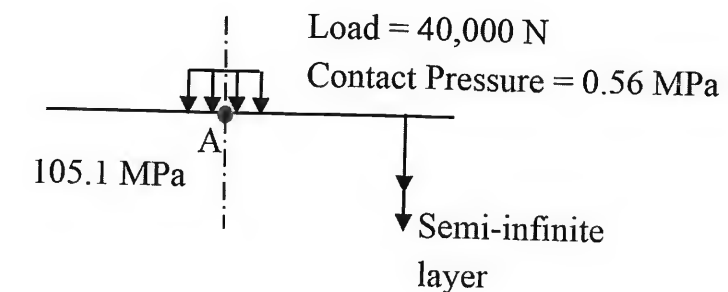 Load = 40,000 N
Contact Pressure = 0.56 MPa
A
105.1 MPa
Semi-infinite
layer